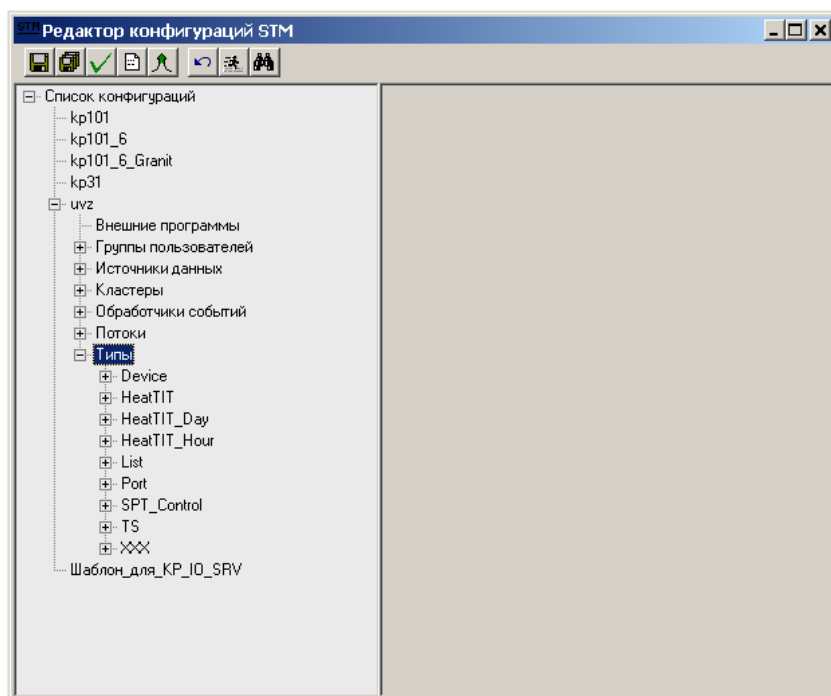 STM Редактор конфигураций STM
Список конфигураций
kp101
kp101_6
kp101_6_Granit
kp31
uvz
Внешние программы
Группы пользователей
Источники данных
Кластеры
Обработчики событий
Потоки
Типы
Device
HeatTIT
HeatTIT_Day
HeatTIT_Hour
List
Port
SPT_Control
TS
XXX
Шаблон_для_KP_IO_SRV